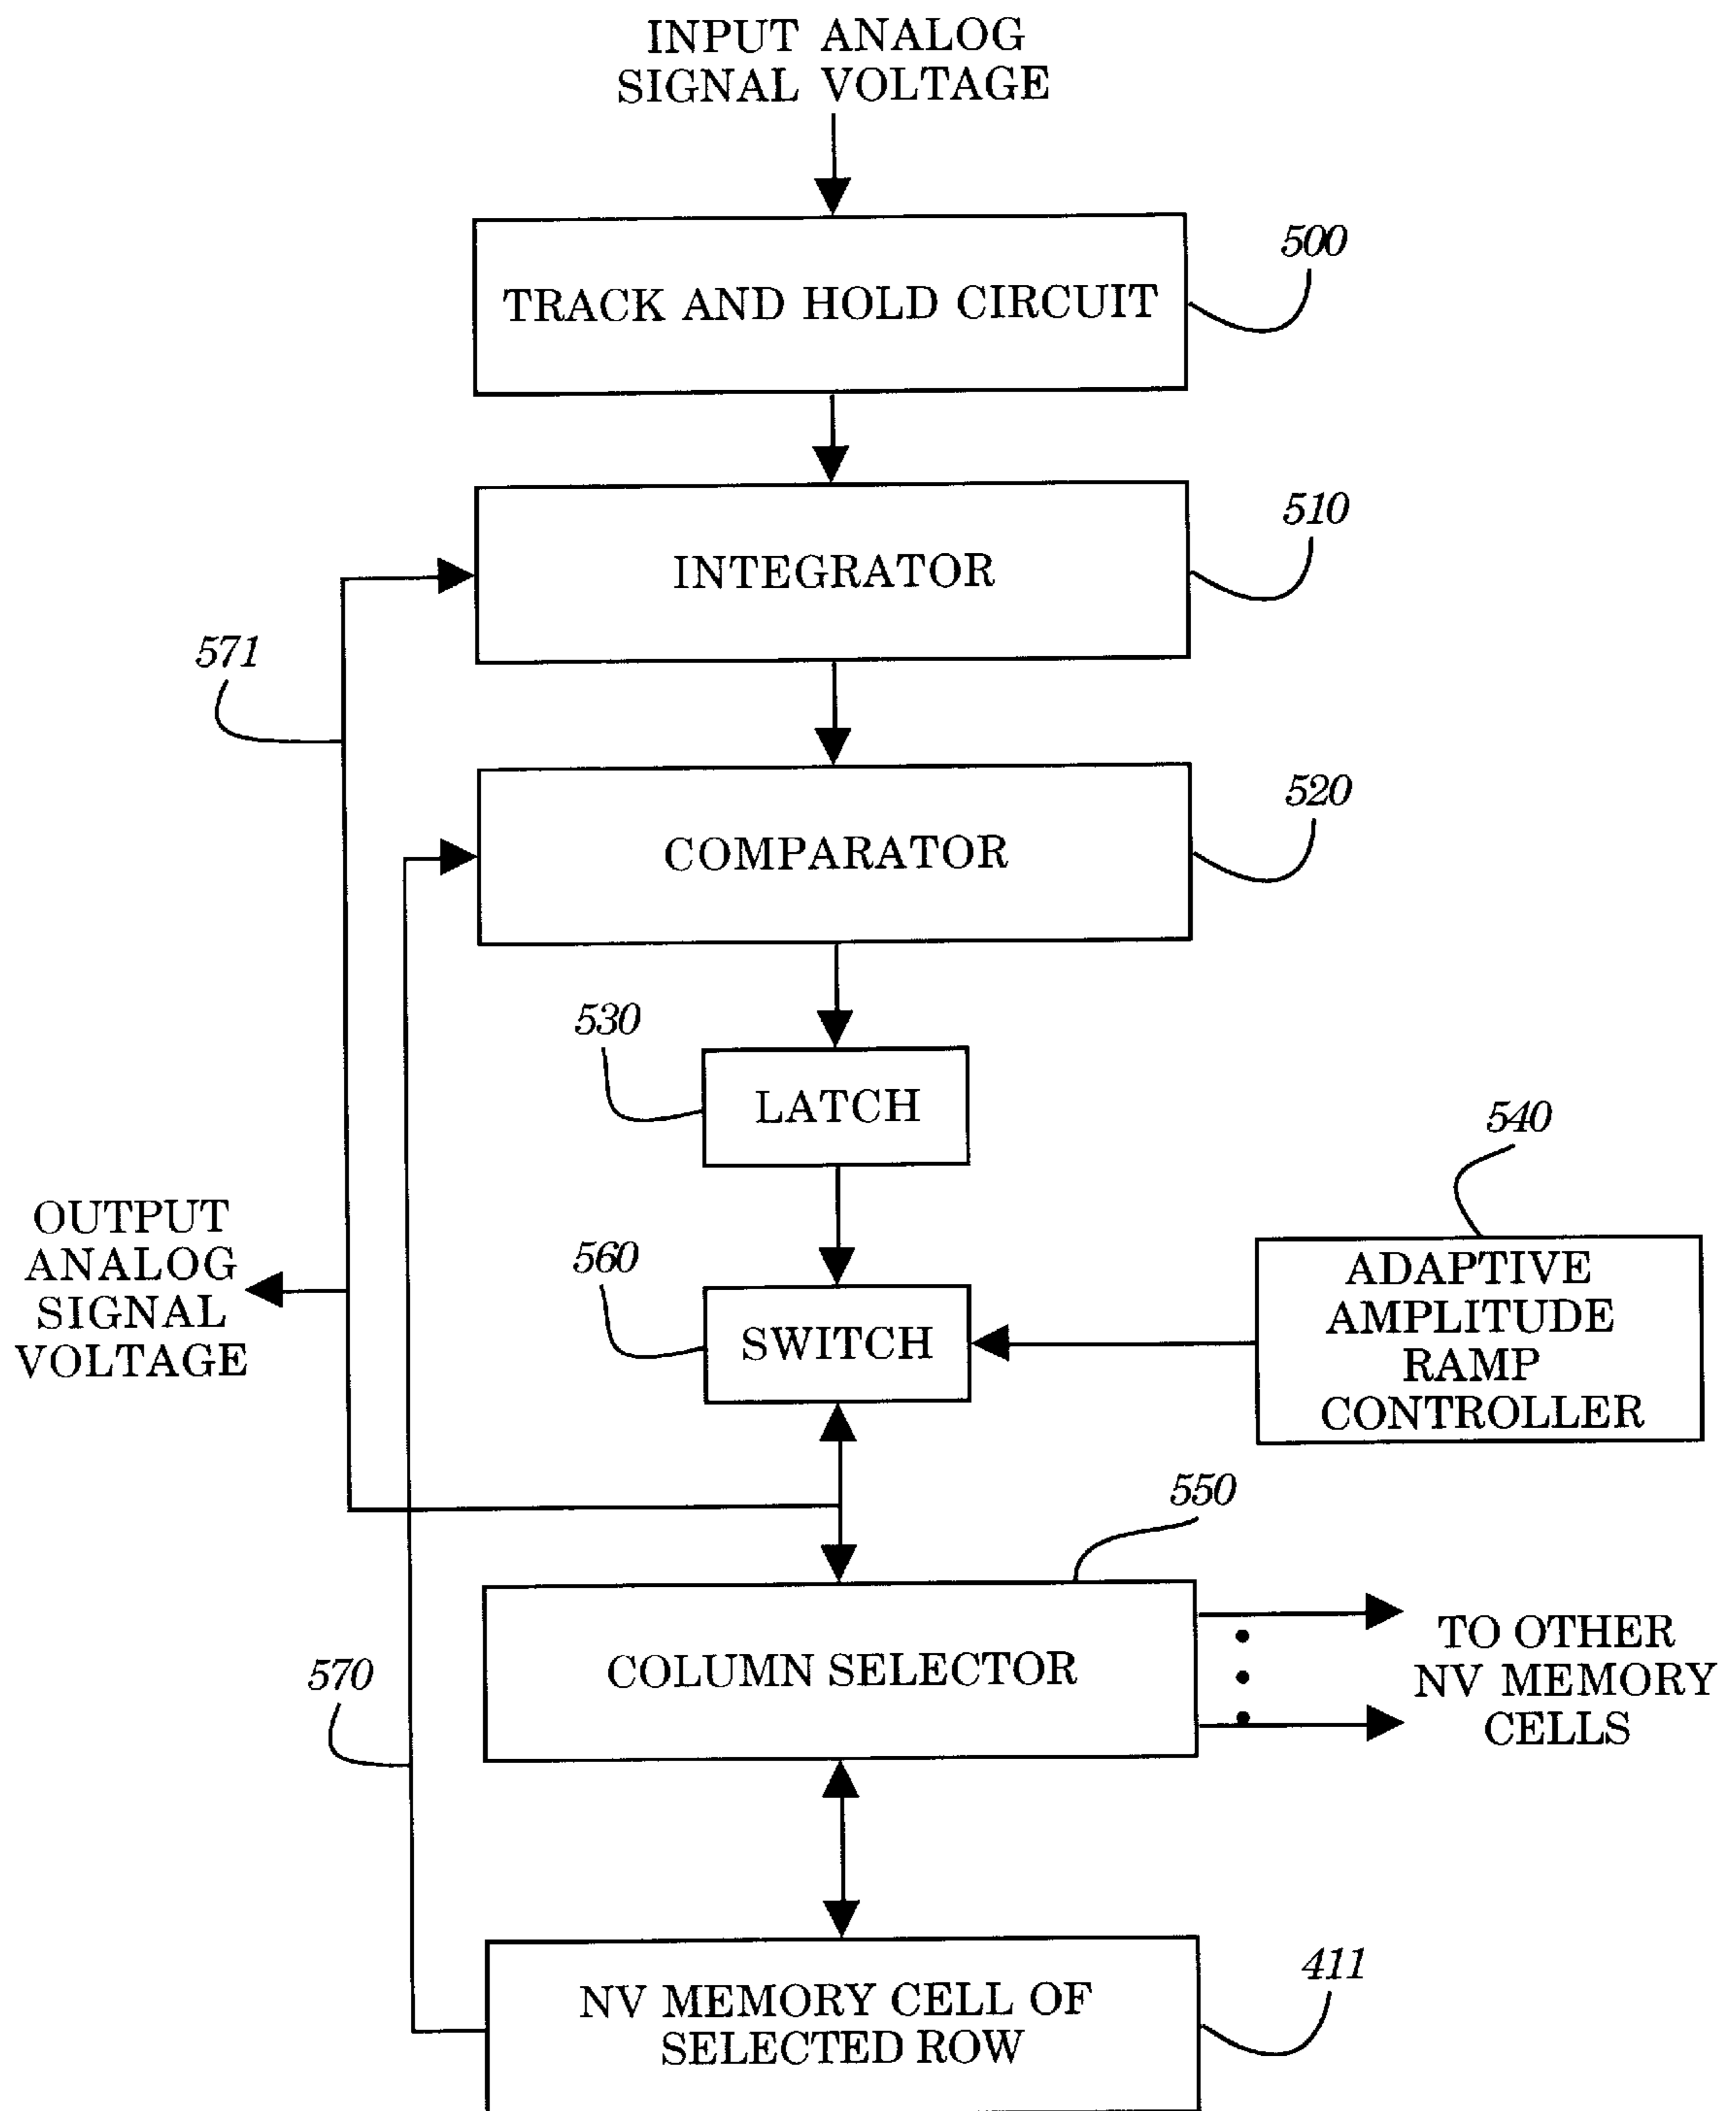 INPUT ANALOG
SIGNAL VOLTAGE
500
TRACK AND HOLD CIRCUIT
510
INTEGRATOR
571
520
COMPARATOR
530
LATCH
540
OUTPUT
ANALOG
SIGNAL
VOLTAGE
560
SWITCH
ADAPTIVE
AMPLITUDE
RAMP
CONTROLLER
550
COLUMN SELECTOR
TO OTHER
NV MEMORY
CELLS
570
411
NV MEMORY CELL OF
SELECTED ROW